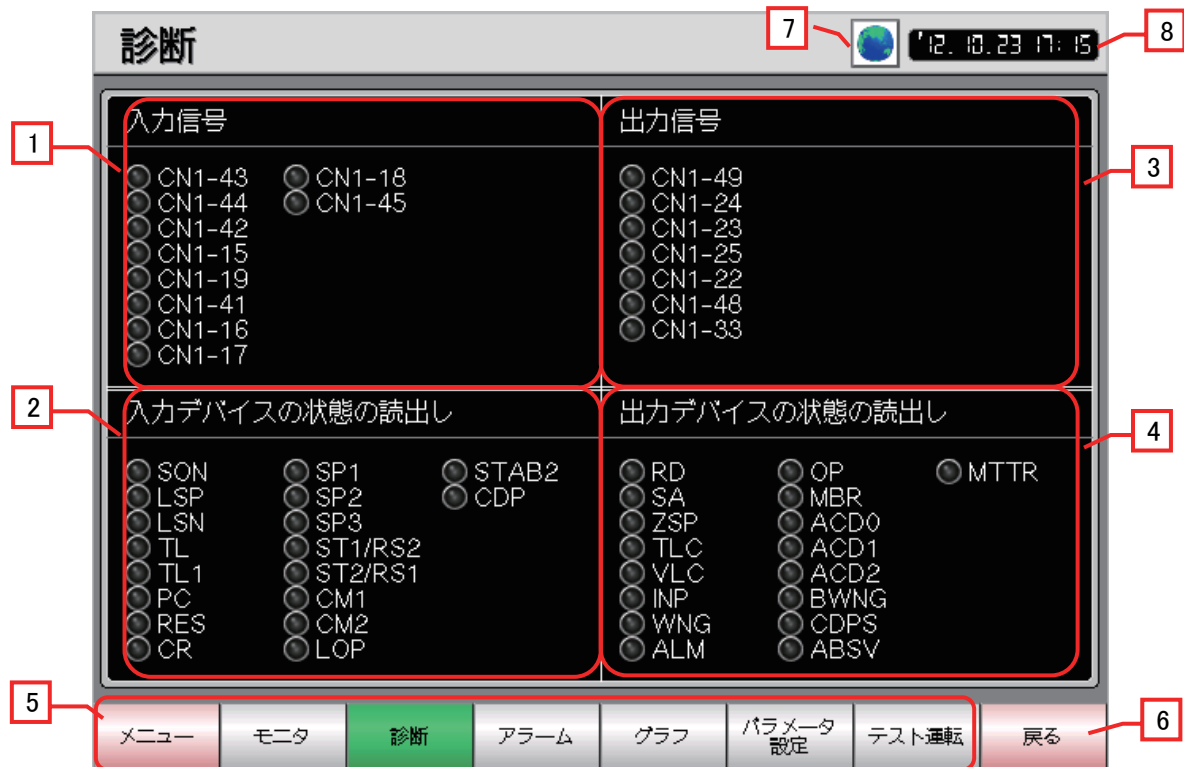 診断
7
'12. 10. 23 17: 15
8
1
入力信号
CN1-43
CN1-44
CN1-42
CN1-15
CN1-19
CN1-41
CN1-16
CN1-17
CN1-18
CN1-45
出力信号
CN1-49
CN1-24
CN1-23
CN1-25
CN1-22
CN1-48
CN1-33
3
2
入力デバイスの状態の読出し
SON
LSP
LSN
TL
TL1
PC
RES
CR
SP1
SP2
SP3
ST1/RS2
ST2/RS1
CM1
CM2
LOP
STAB2
CDP
出力デバイスの状態の読出し
RD
SA
ZSP
TLC
VLC
INP
WNG
ALM
OP
MBR
ACD0
ACD1
ACD2
BWNG
CDPS
ABSV
MTTR
4
5
メニュー
モニタ
診断
アラーム
グラフ
パラメータ
設定
テスト運転
戻る
6